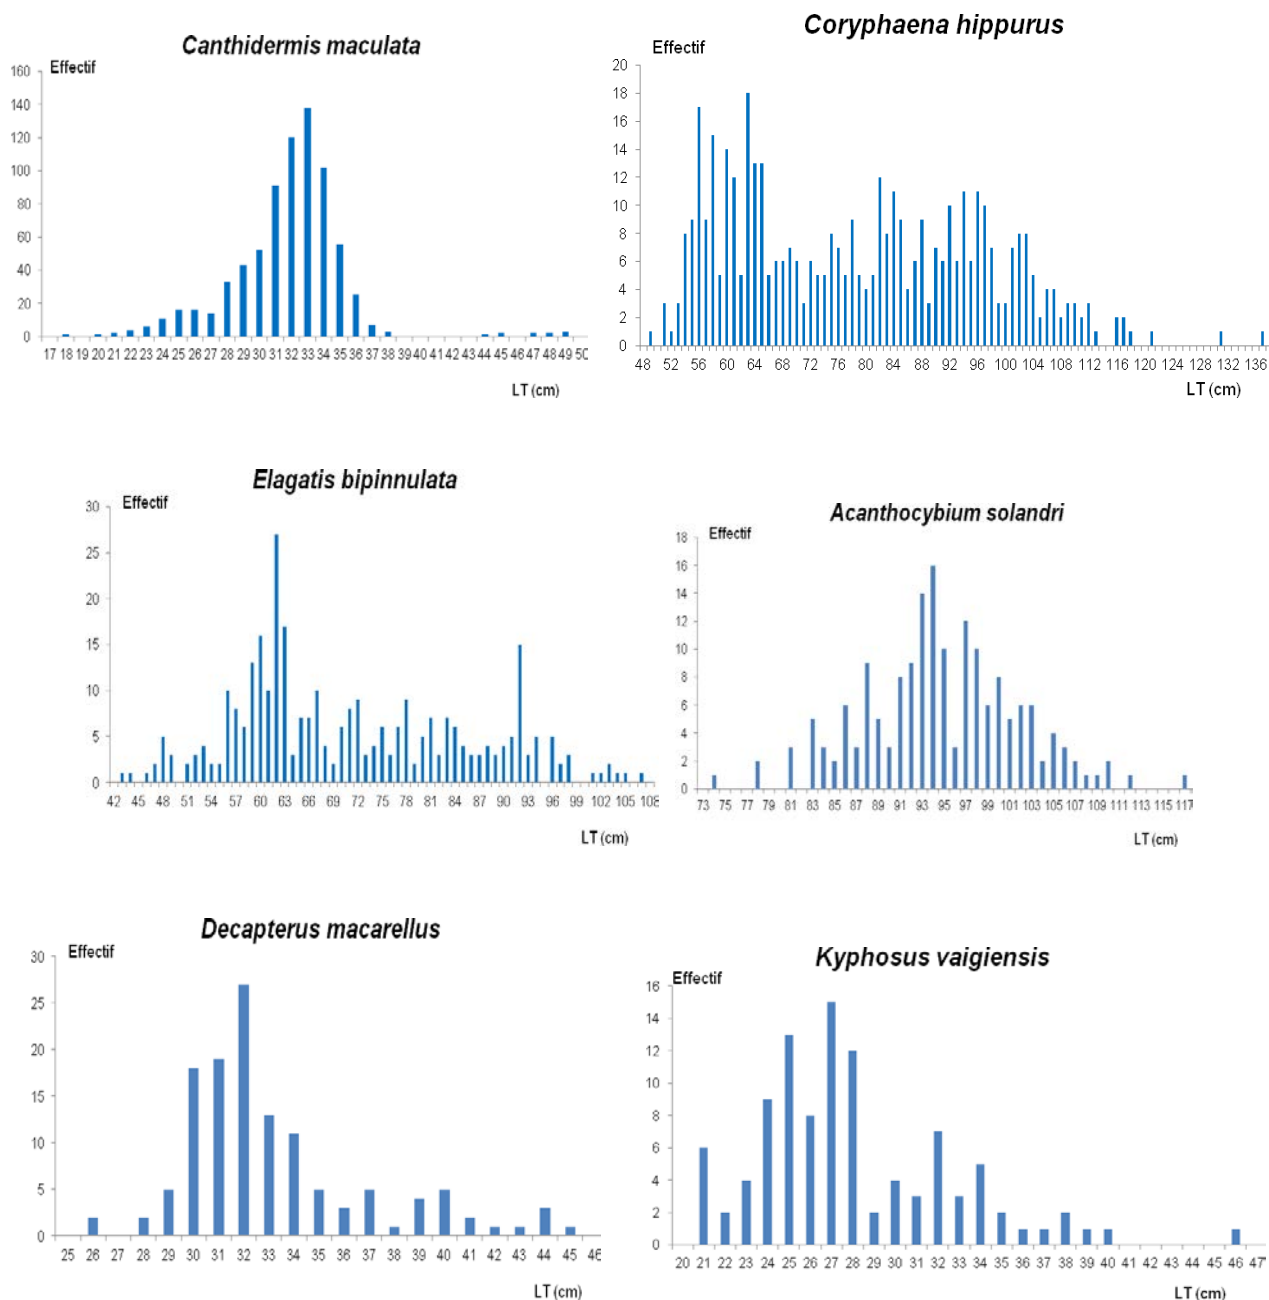 Canthidermis maculata
Effectif
160
140
120
100
80
60
40
20
0
17 18 19 20 21 22 23 24 25 26 27 28 29 30 31 32 33 34 35 36 37 38 39 40 41 42 43 44 45 46 47 48 49 50
LT (cm)
Coryphaena hippurus
Effectif
20
18
16
14
12
10
8
6
4
2
0
48 52 56 60 64 68 72 76 80 84 88 92 96 100 104 108 112 116 120 124 128 132 136
LT (cm)
Elagatis bipinnulata
Effectif
30
25
20
15
10
5
0
42 45 48 51 54 57 60 63 66 69 72 75 78 81 84 87 90 93 96 99 102 105 108
LT (cm)
Acanthocybium solandri
Effectif
18
16
14
12
10
8
6
4
2
0
73 75 77 79 81 83 85 87 89 91 93 95 97 99 101 103 105 107 109 111 113 115 117
LT (cm)
Decapterus macarellus
Effectif
30
25
20
15
10
5
0
25 26 27 28 29 30 31 32 33 34 35 36 37 38 39 40 41 42 43 44 45 46
LT (cm)
Kyphosus vaigiensis
Effectif
16
14
12
10
8
6
4
2
0
20 21 22 23 24 25 26 27 28 29 30 31 32 33 34 35 36 37 38 39 40 41 42 43 44 45 46 47
LT (cm)